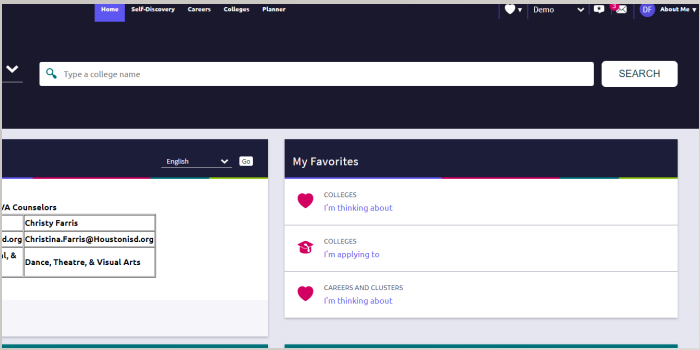 Home Self-Discovery Careers Colleges Planner
Demo
3
DF About Me
Type a college name
SEARCH
English
Go
My Favorites
COLLEGES
I'm thinking about
VA Counselors
Christy Farris
d.org Christina.Farris@Houstonisd.org
l, &
Dance, Theatre, & Visual Arts
COLLEGES
I'm applying to
CAREERS AND CLUSTERS
I'm thinking about